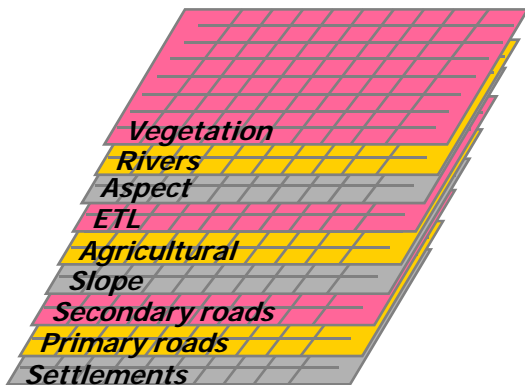 Vegetation
Rivers
Aspect
ETL
Agricultural
Slope
Secondary roads
Primary roads
Settlements